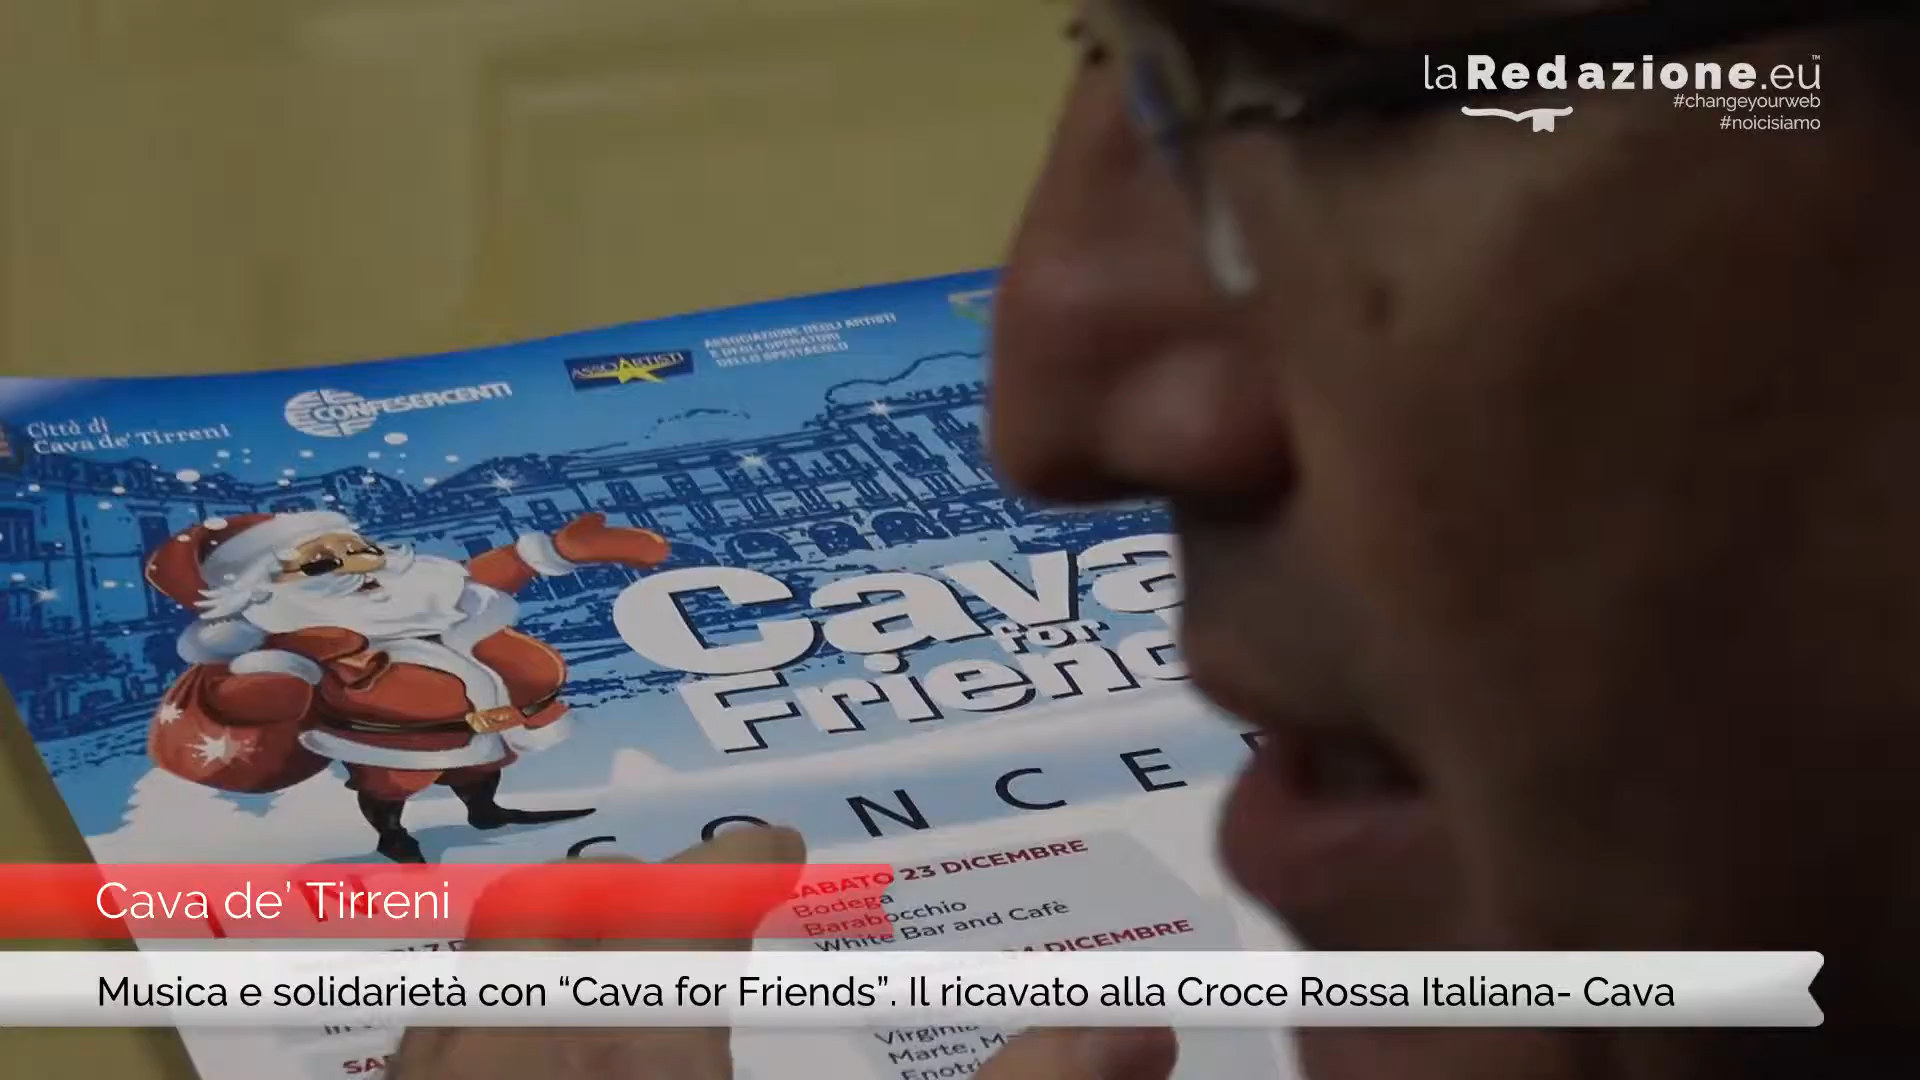 laRedazione.eu™
#changeyourweb
#noicisiamo
ASSOCIAZIONE DEGLI ARTISTI
E DEGLI OPERATORI
DELLO SPETTACOLO
ASSOARTISTI
CONFESERCENTI
Città di
Cava de' Tirreni
Cava
for
Friend
CONCE
SABATO 23 DICEMBRE
Bodega
Barabocchio
White Bar and Cafè
DICEMBRE
Cava de’ Tirreni
Musica e solidarietà con “Cava for Friends”. Il ricavato alla Croce Rossa Italiana- Cava
Marte,